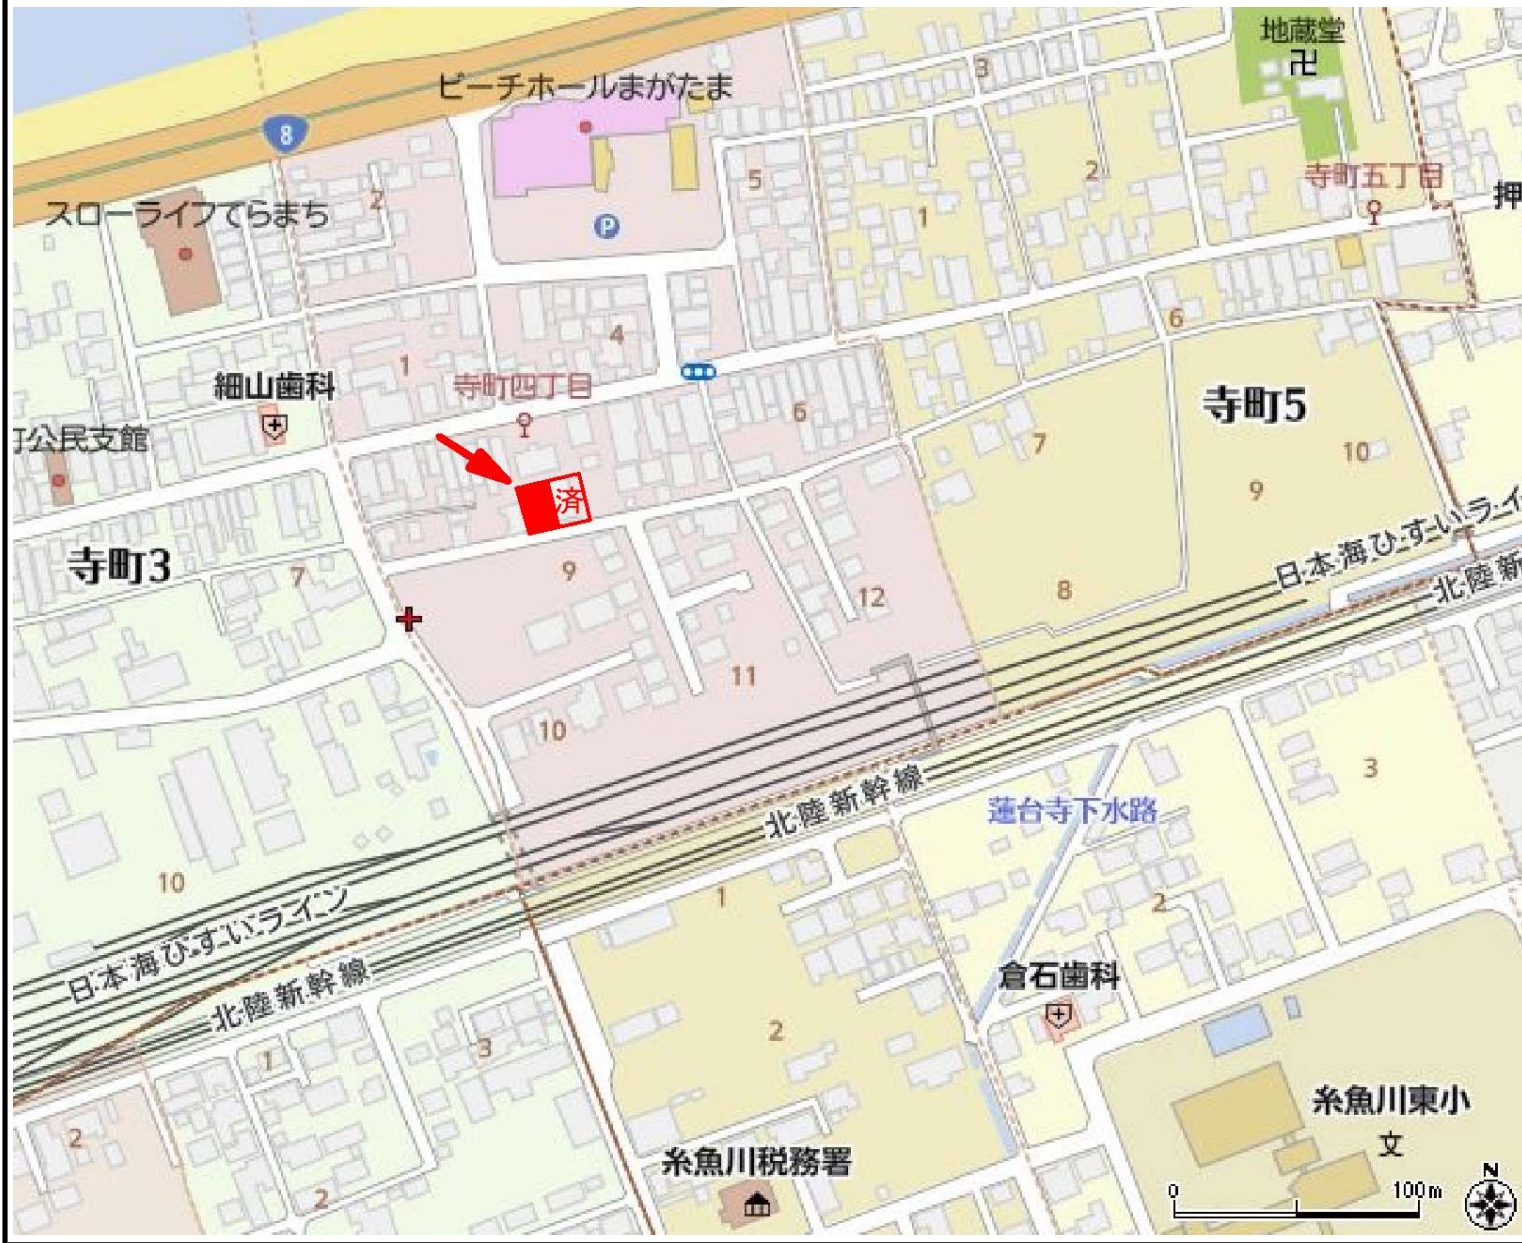 地蔵堂
3
ビーチホールまがたま
8
寺町五丁目
2
5
2
押
スローライフてらまち
1
P
6
4
1
細山歯科
寺町四丁目
寺町5
6
7
10
町公民支館
9
済
日本海ひすいライ
寺町3
7
9
8
12
北陸新
11
10
3
北陸新幹線
蓮台寺下水路
10
1
2
日本海ひすいライン
倉石歯科
北陸新幹線
2
1
3
糸魚川東小
2
文
糸魚川税務署
2
N
0
100m